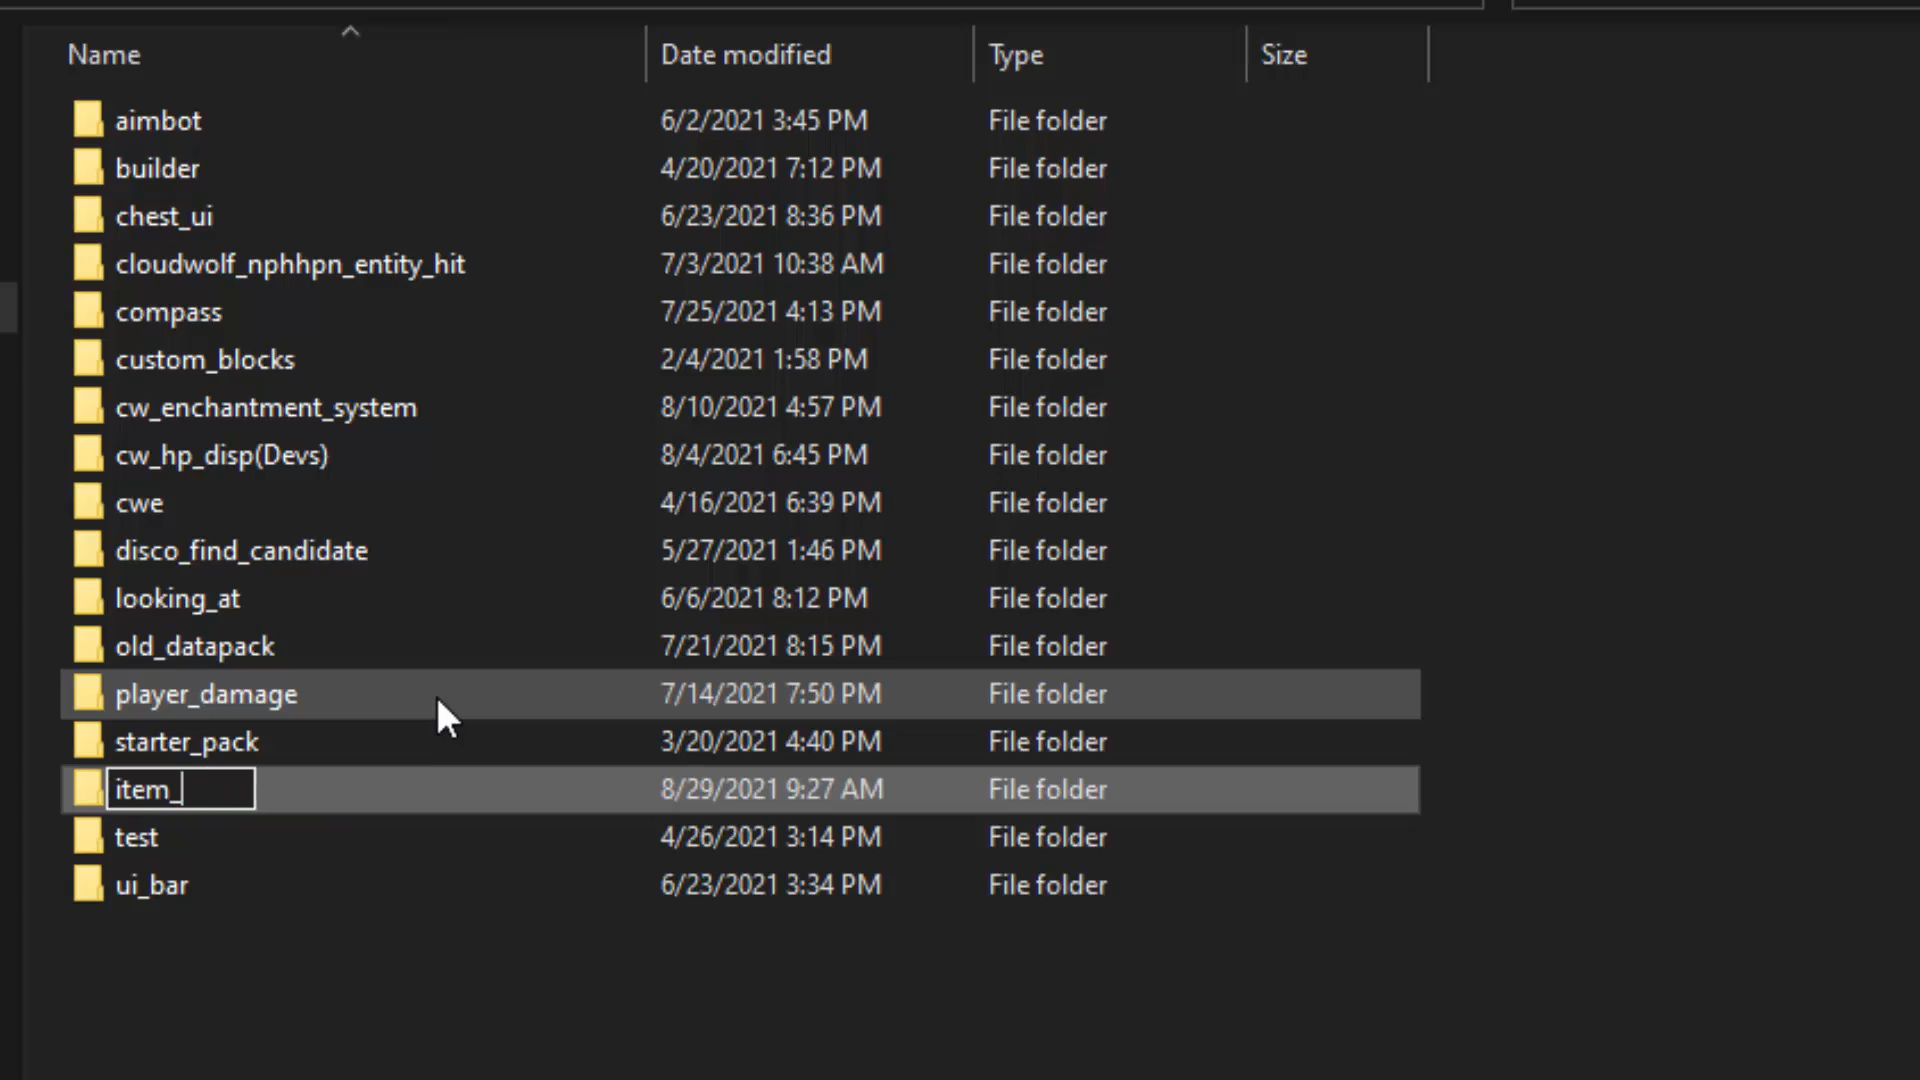 Name Date modified Type Size
aimbot 6/2/2021 3:45 PM File folder
builder 4/20/2021 7:12 PM File folder
chest_ui 6/23/2021 8:36 PM File folder
cloudwolf_nphhpn_entity_hit 7/3/2021 10:38 AM File folder
compass 7/25/2021 4:13 PM File folder
custom_blocks 2/4/2021 1:58 PM File folder
cw_enchantment_system 8/10/2021 4:57 PM File folder
cw_hp_disp(Devs) 8/4/2021 6:45 PM File folder
cwe 4/16/2021 6:39 PM File folder
disco_find_candidate 5/27/2021 1:46 PM File folder
looking_at 6/6/2021 8:12 PM File folder
old_datapack 7/21/2021 8:15 PM File folder
player_damage 7/14/2021 7:50 PM File folder
starter_pack 3/20/2021 4:40 PM File folder
item_ 8/29/2021 9:27 AM File folder
test 4/26/2021 3:14 PM File folder
ui_bar 6/23/2021 3:34 PM File folder